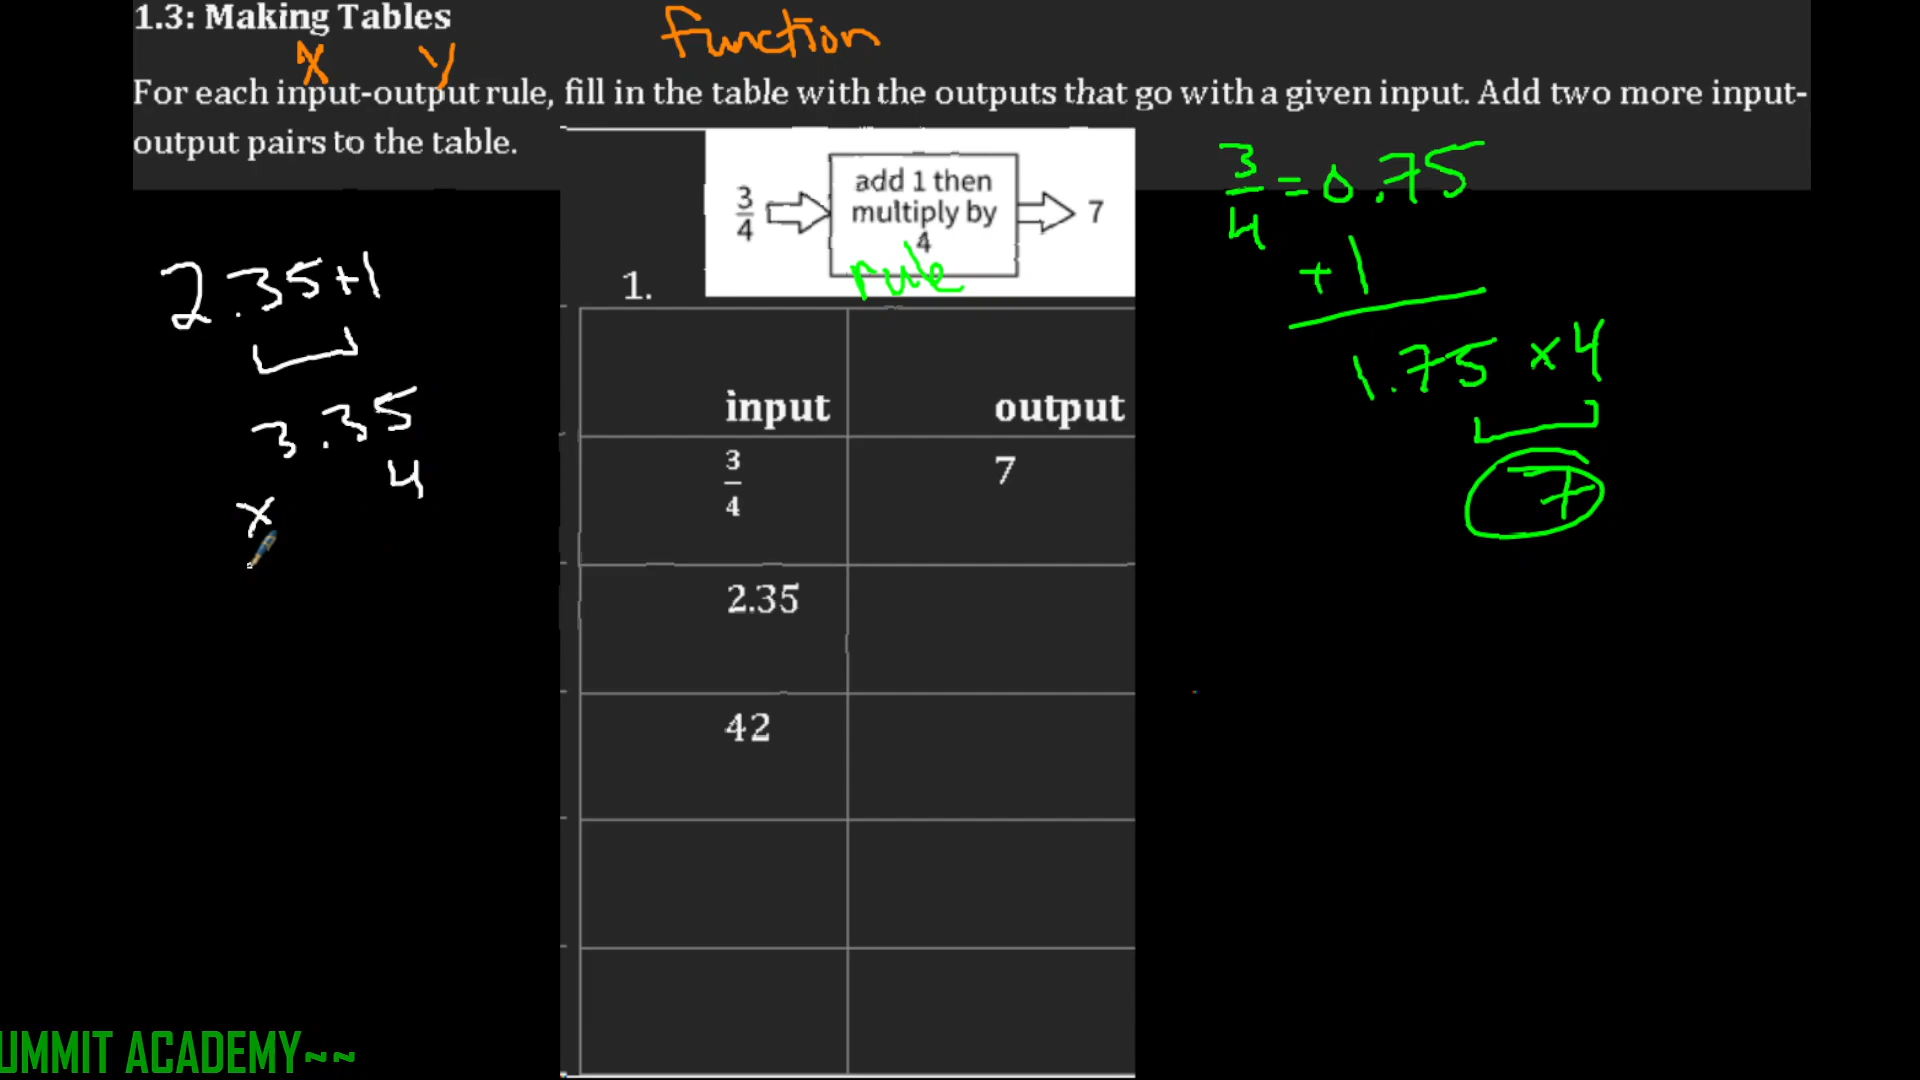 1.3: Making Tables
function
x y
For each input-output rule, fill in the table with the outputs that go with a given input. Add two more input-
output pairs to the table.
3/4
add 1 then
multiply by
4
7
rule
1.
input output
3/4 7
2.35
42
2.35+1
3.35
4
x
3/4 = 0.75
+ 1
1.75 x 4
7
UMMIT ACADEMY~~